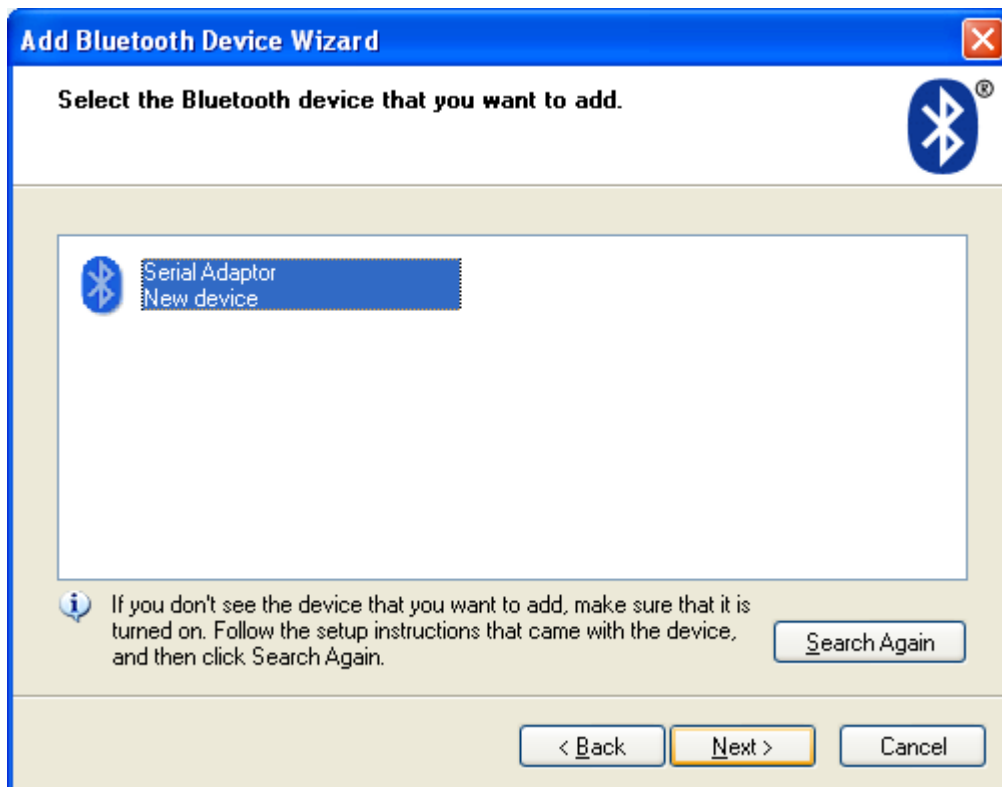 Add Bluetooth Device Wizard
Select the Bluetooth device that you want to add.
®
Serial Adaptor
New device
If you don't see the device that you want to add, make sure that it is
turned on. Follow the setup instructions that came with the device,
and then click Search Again.
Search Again
< Back
Next >
Cancel